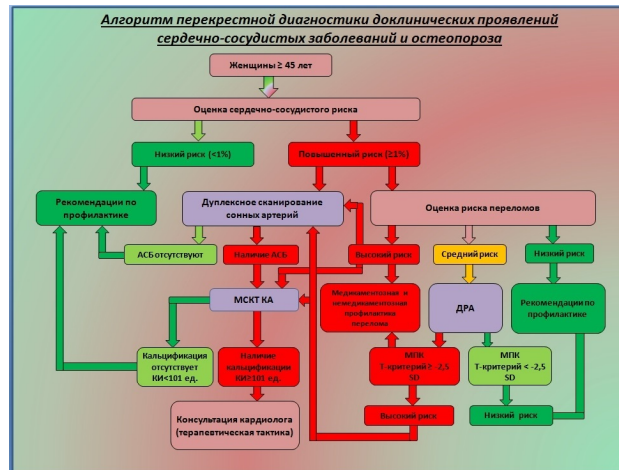 Алгоритм перекрестной диагностики доклинических проявлений
сердечно-сосудистых заболеваний и остеопороза
Женщины ≥ 45 лет
Оценка сердечно-сосудистого риска
Низкий риск (<1%)
Повышенный риск (≥1%)
Рекомендации по
профилактике
Дуплексное сканирование
сонных артерий
Оценка риска переломов
АСБ отсутствуют
Наличие АСБ
Высокий риск
Средний риск
Низкий риск
МСКТ КА
Медикаментозная и
немедикаментозная
профилактика
перелома
ДРА
Рекомендации по
профилактике
Кальцификация
отсутствует
КИ<101 ед.
Наличие
кальцификации
КИ≥101 ед.
МПК
Т-критерий ≥ -2,5
SD
МПК
Т-критерий < -2,5
SD
Консультация кардиолога
(терапевтическая тактика)
Высокий риск
Низкий риск